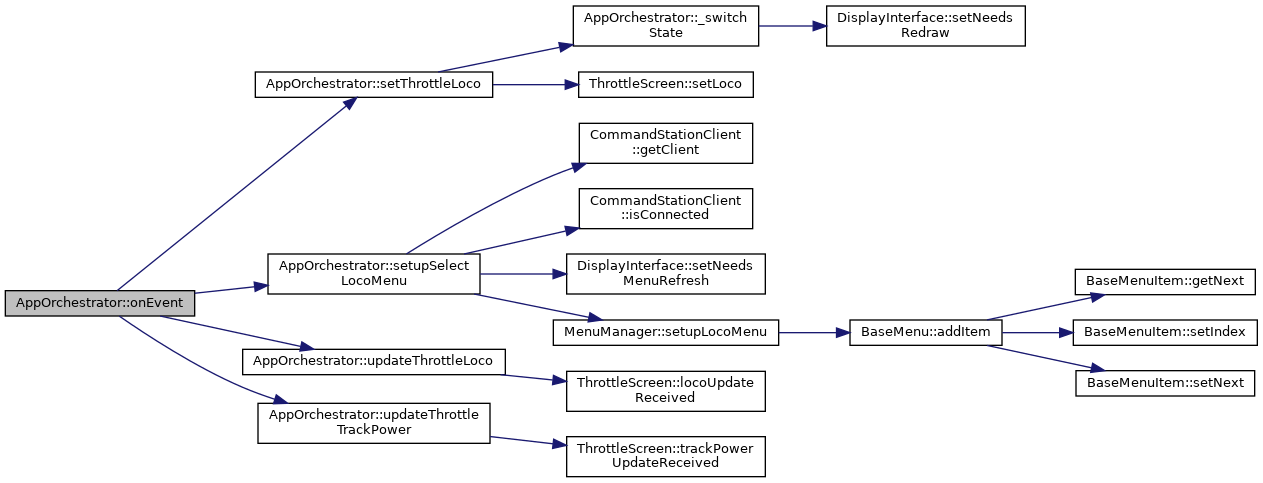 AppOrchestrator::_switch
State
DisplayInterface::setNeeds
Redraw
AppOrchestrator::setThrottleLoco
ThrottleScreen::setLoco
CommandStationClient
::getClient
CommandStationClient
::isConnected
AppOrchestrator::setupSelect
LocoMenu
DisplayInterface::setNeeds
MenuRefresh
BaseMenuItem::getNext
AppOrchestrator::onEvent
MenuManager::setupLocoMenu
BaseMenu::addItem
BaseMenuItem::setIndex
AppOrchestrator::updateThrottleLoco
ThrottleScreen::locoUpdate
Received
BaseMenuItem::setNext
AppOrchestrator::updateThrottle
TrackPower
ThrottleScreen::trackPower
UpdateReceived